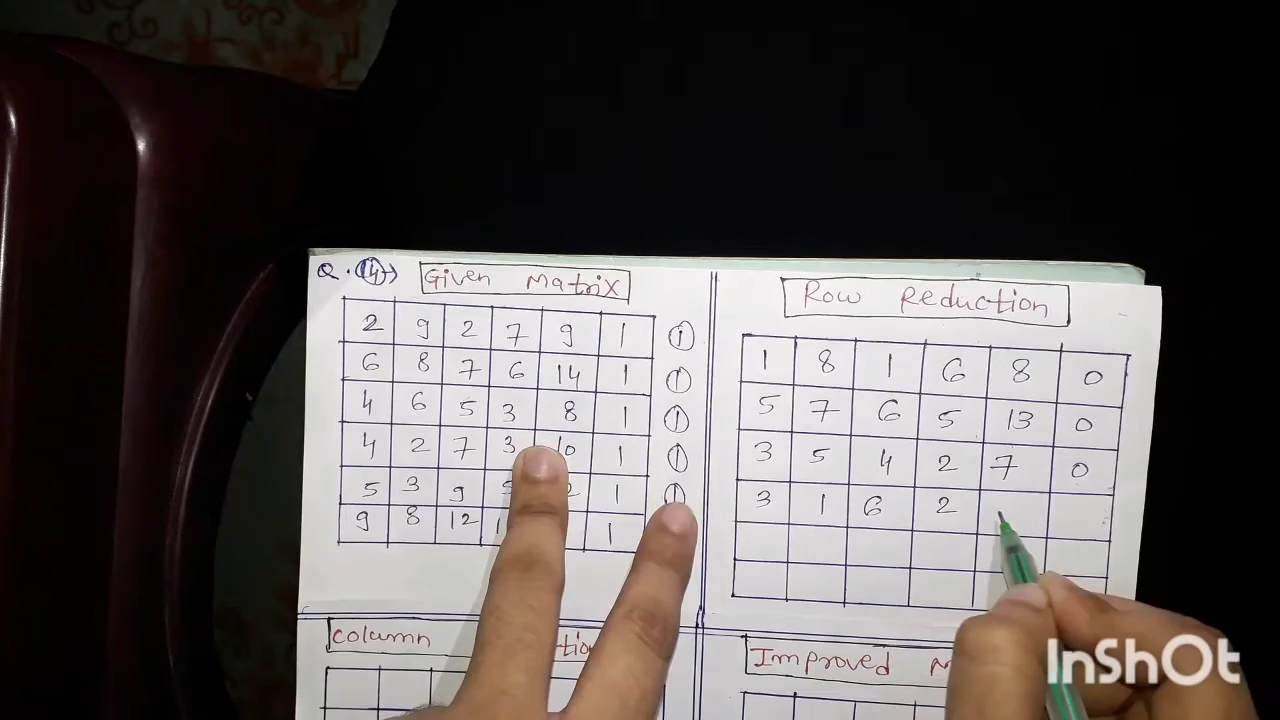 Q. 14) Given Matrix
2 9 2 7 9 1 1
6 8 7 6 14 1 1
4 6 5 3 8 1 1
4 2 7 3 10 1 1
5 3 9 1 1
9 8 12 1
Row Reduction
1 8 1 6 8 0
5 7 6 5 13 0
3 5 4 2 7 0
3 1 6 2
column
Improved
InShOt